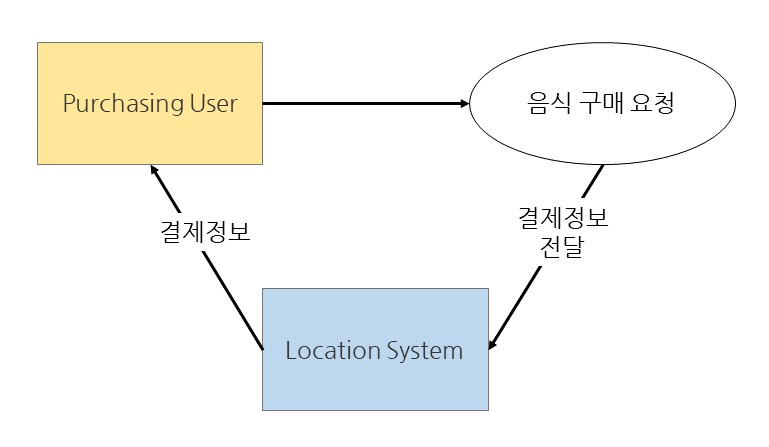 Purchasing User
음식 구매 요청
결제정보
결제정보
전달
Location System